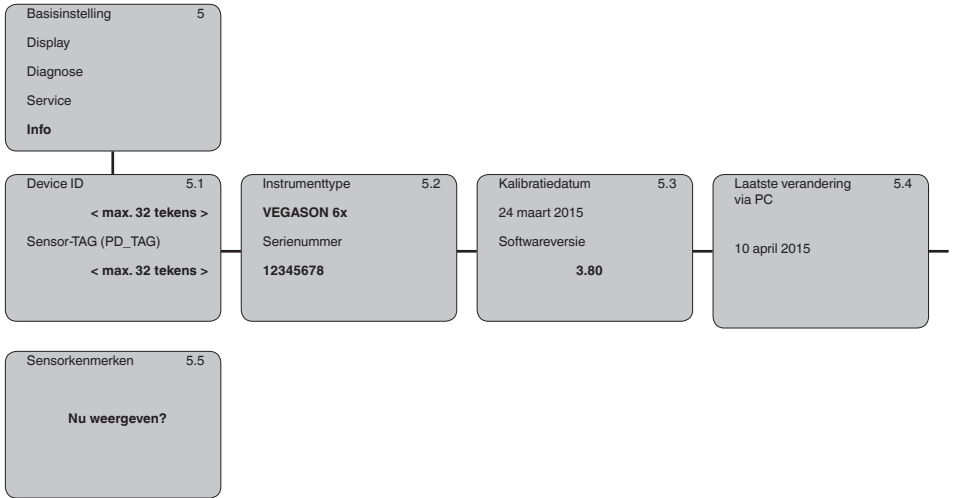 Basisinstelling 5
Display
Diagnose
Service
Info
Device ID 5.1
< max. 32 tekens >
Sensor-TAG (PD_TAG)
< max. 32 tekens >
Instrumenttype 5.2
VEGASON 6x
Serienummer
12345678
Kalibratiedatum 5.3
24 maart 2015
Softwareversie
3.80
Laatste verandering 5.4
via PC
10 april 2015
Sensorkenmerken 5.5
Nu weergeven?